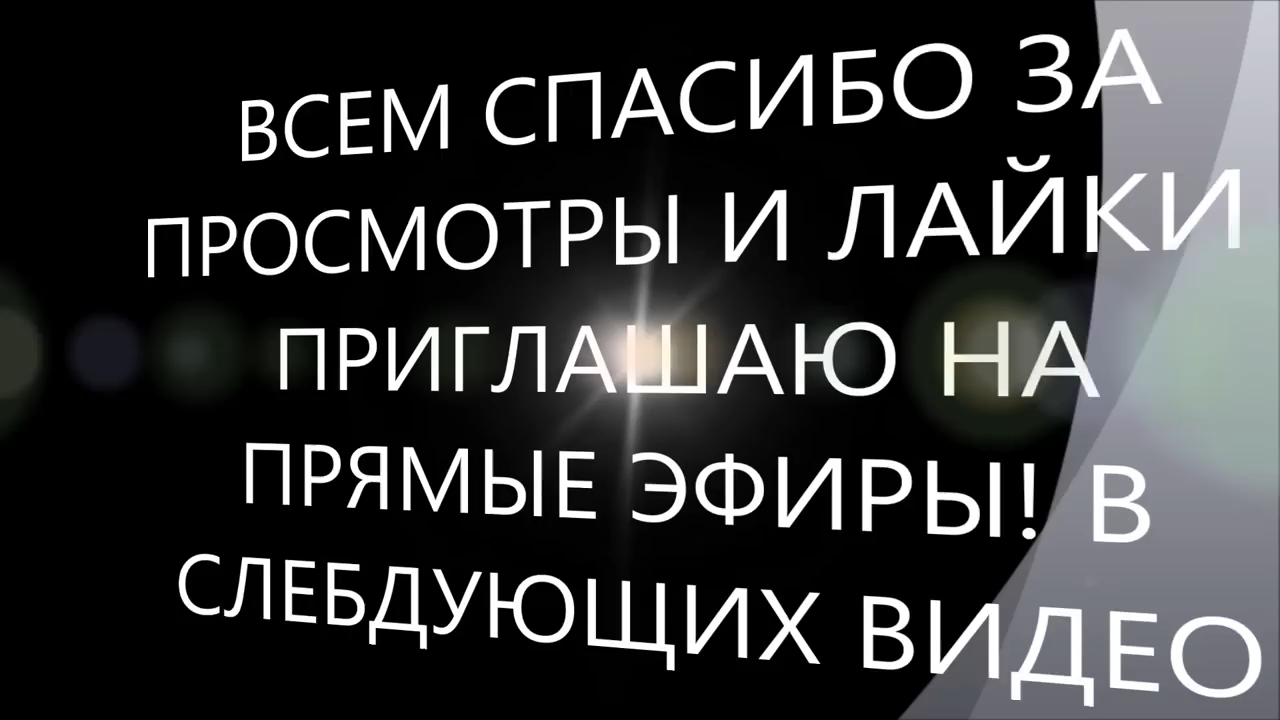 ВСЕМ СПАСИБО ЗА
ПРОСМОТРЫ И ЛАЙКИ
ПРИГЛАШАЮ НА
ПРЯМЫЕ ЭФИРЫ! В
СЛЕБДУЮЩИХ ВИДЕО